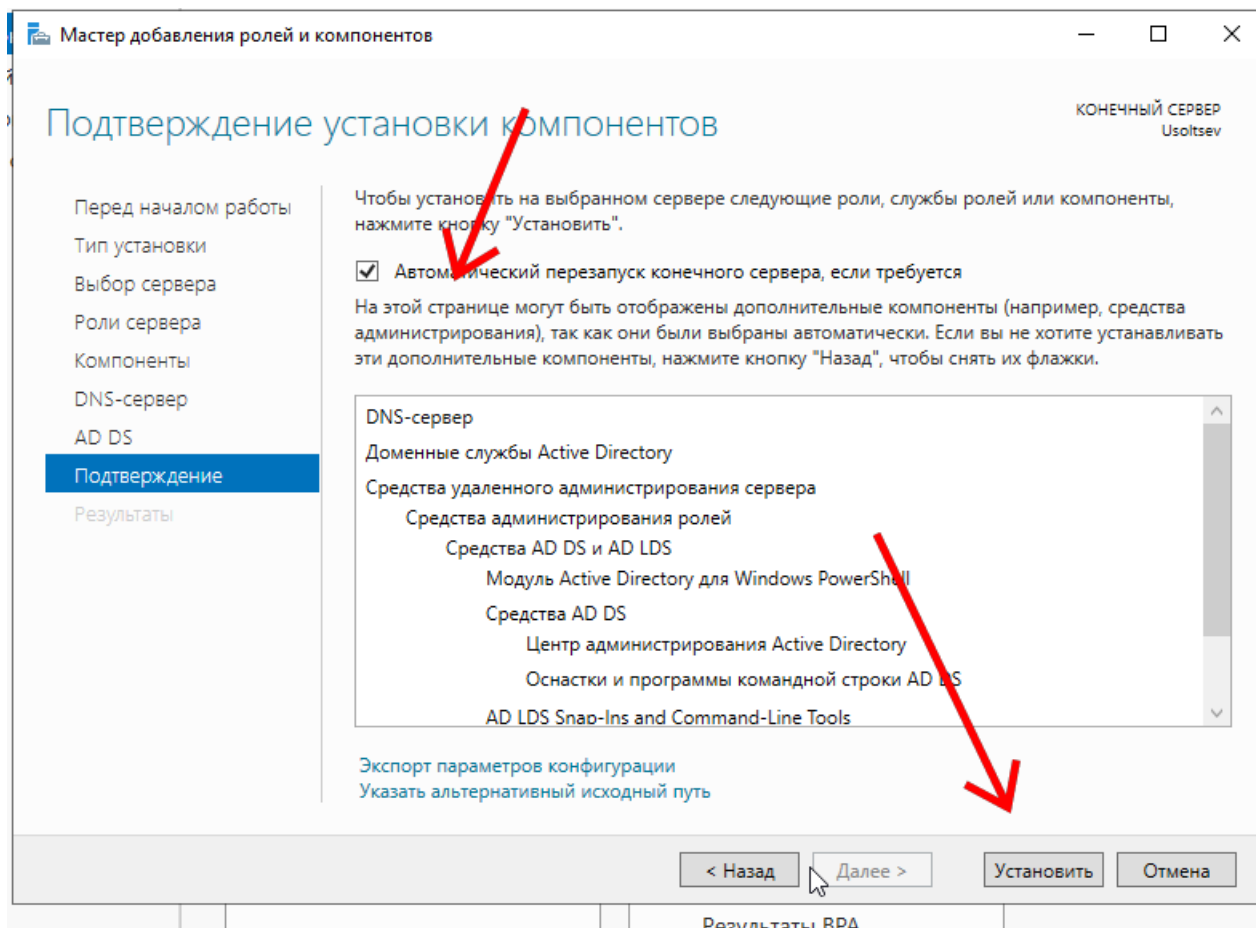 Мастер добавления ролей и компонентов
Подтверждение установки компонентов
КОНЕЧНЫЙ СЕРВЕР
Usoltsev
Перед началом работы
Тип установки
Выбор сервера
Роли сервера
Компоненты
DNS-сервер
AD DS
Подтверждение
Результаты
Чтобы установить на выбранном сервере следующие роли, службы ролей или компоненты,
нажмите кнопку "Установить".
Автоматический перезапуск конечного сервера, если требуется
На этой странице могут быть отображены дополнительные компоненты (например, средства
администрирования), так как они были выбраны автоматически. Если вы не хотите устанавливать
эти дополнительные компоненты, нажмите кнопку "Назад", чтобы снять их флажки.
DNS-сервер
Доменные службы Active Directory
Средства удаленного администрирования сервера
Средства администрирования ролей
Средства AD DS и AD LDS
Модуль Active Directory для Windows PowerShell
Средства AD DS
Центр администрирования Active Directory
Оснастки и программы командной строки AD DS
AD LDS Snap-Ins and Command-Line Tools
Экспорт параметров конфигурации
Указать альтернативный исходный путь
< Назад
Далее >
Установить
Отмена
Результаты BPA